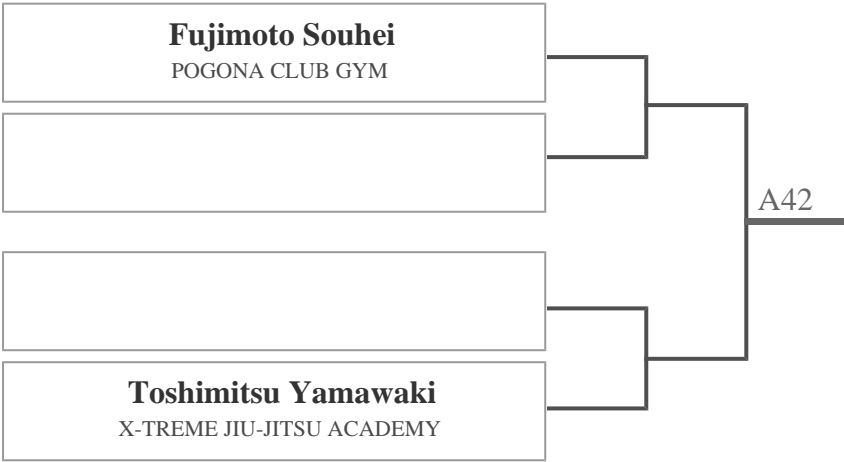 Fujimoto Souhei
POGONA CLUB GYM
A42
Toshimitsu Yamawaki
X-TREME JIU-JITSU ACADEMY